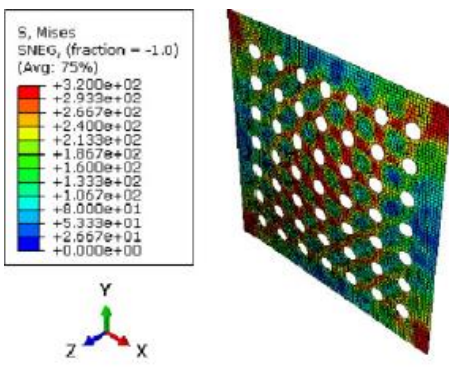 S, Mises
SNEG, (fraction = -1.0)
(Avg: 75%)
+3.200e+02
+2.933e+02
+2.667e+02
+2.400e+02
+2.133e+02
+1.867e+02
+1.600e+02
+1.333e+02
+1.067e+02
+8.000e+01
+5.333e+01
+2.667e+01
+0.000e+00
Y
Z X